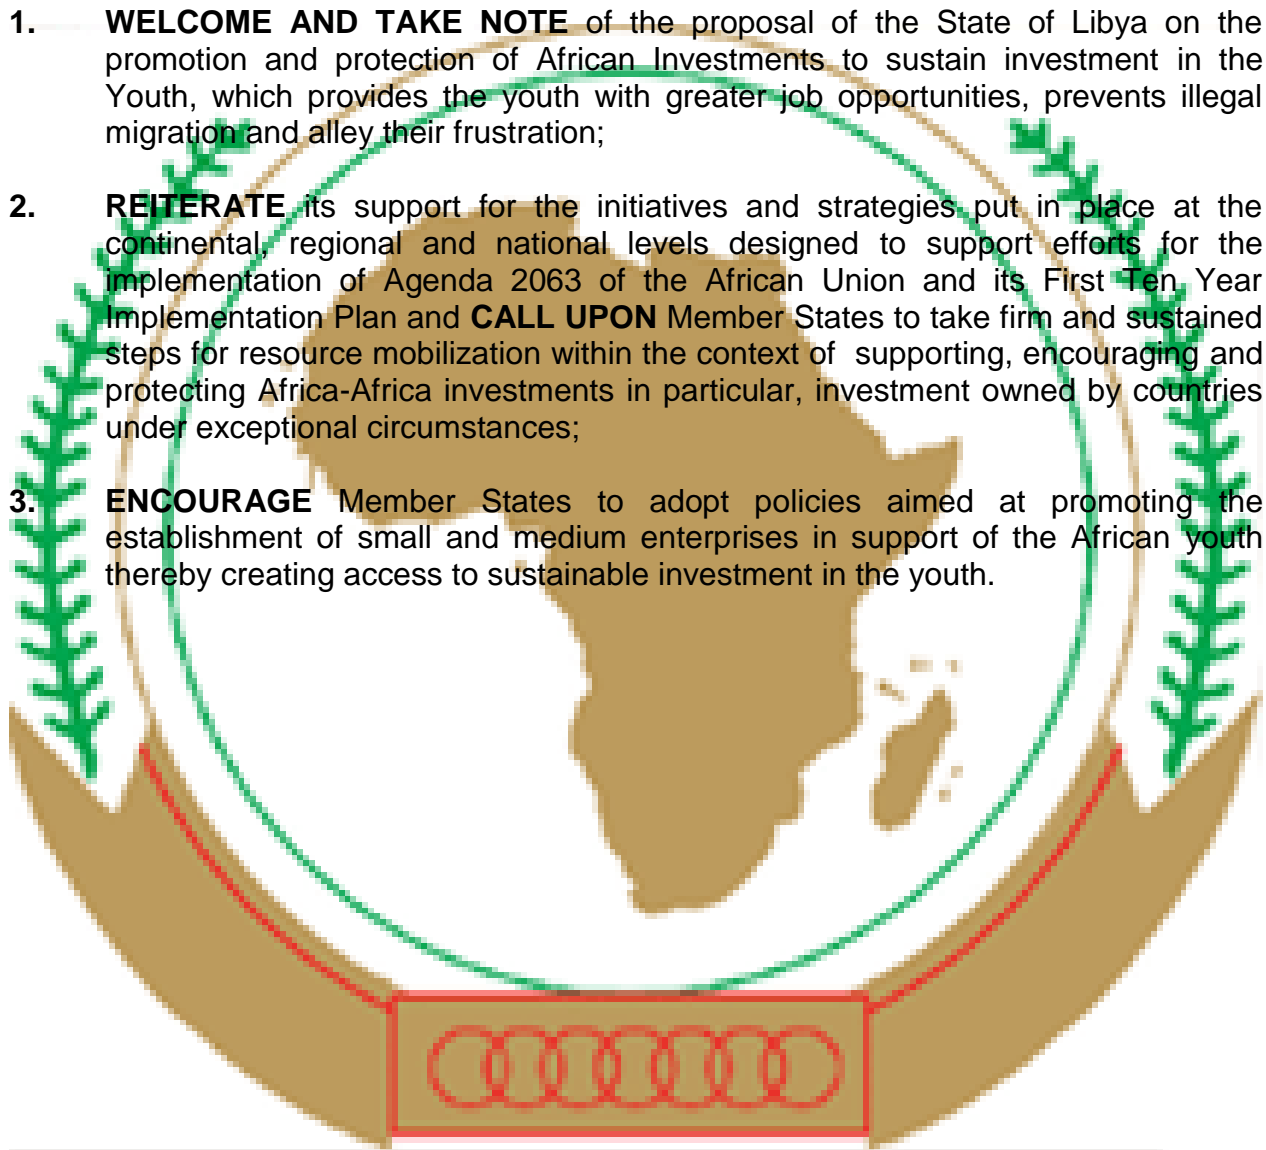 1. WELCOME AND TAKE NOTE of the proposal of the State of Libya on the
promotion and protection of African Investments to sustain investment in the
Youth, which provides the youth with greater job opportunities, prevents illegal
migration and alley their frustration;
2. REITERATE its support for the initiatives and strategies put in place at the
continental, regional and national levels designed to support efforts for the
implementation of Agenda 2063 of the African Union and its First Ten Year
Implementation Plan and CALL UPON Member States to take firm and sustained
steps for resource mobilization within the context of supporting, encouraging and
protecting Africa-Africa investments in particular, investment owned by countries
under exceptional circumstances;
3. ENCOURAGE Member States to adopt policies aimed at promoting the
establishment of small and medium enterprises in support of the African youth
thereby creating access to sustainable investment in the youth.